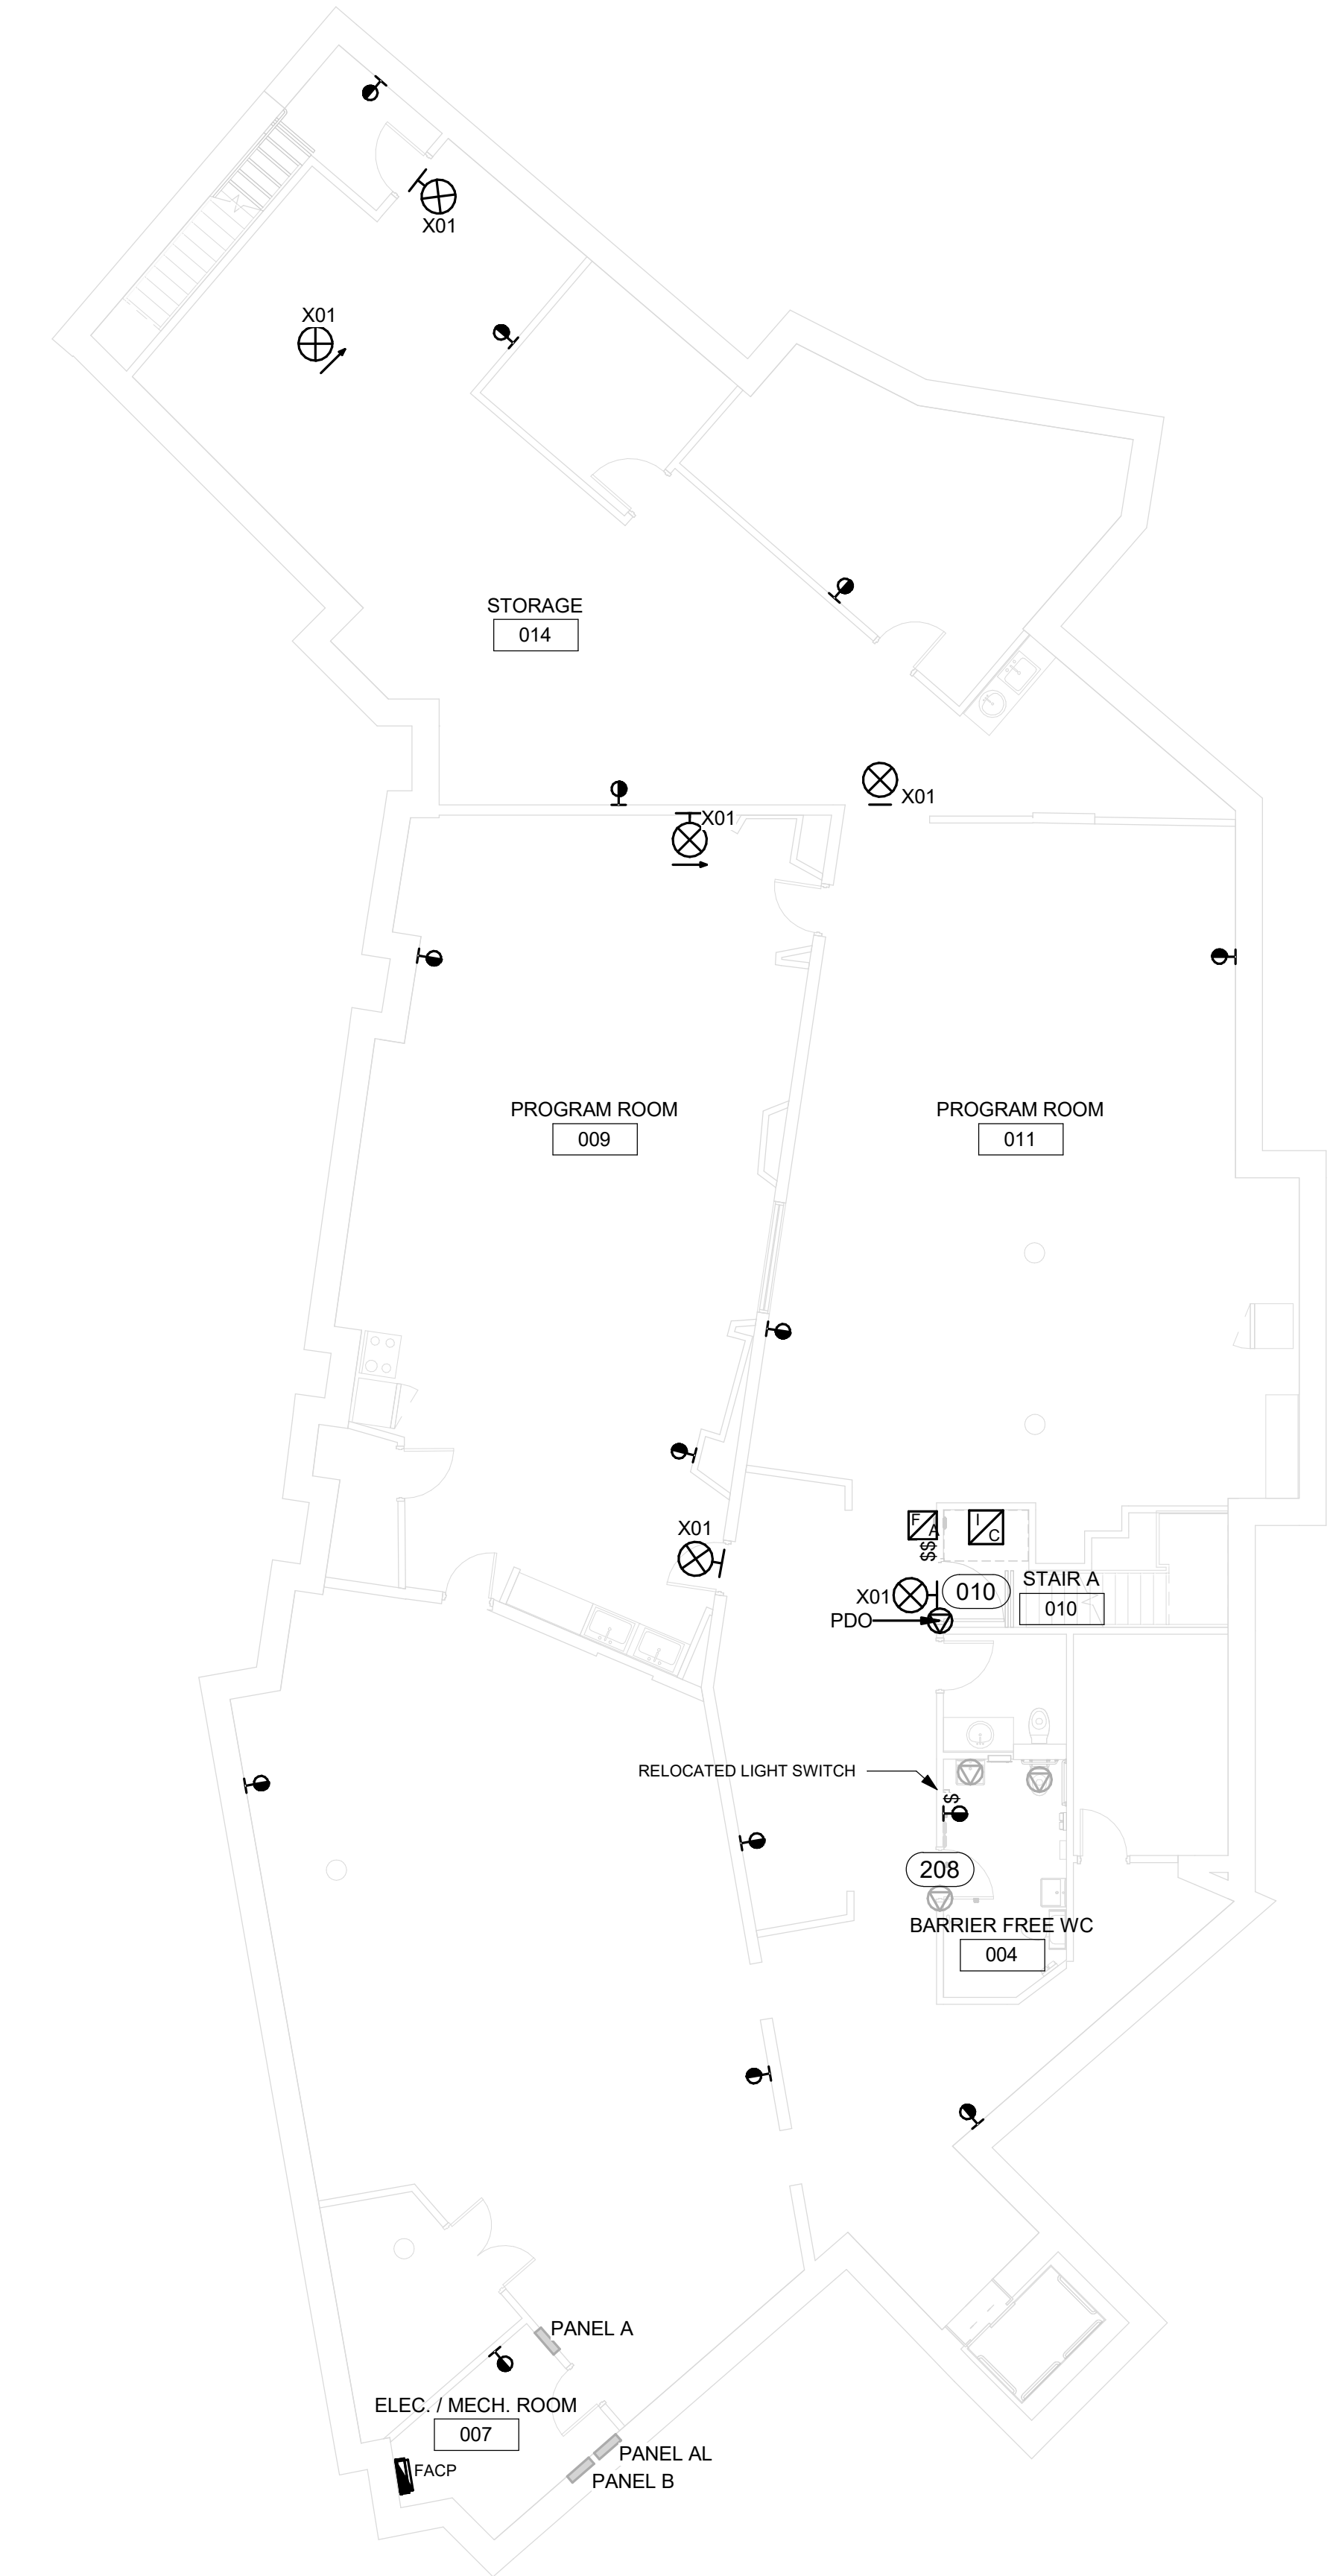 X01
X01
STORAGE
014
X01
X01
PROGRAM ROOM
009
PROGRAM ROOM
011
X01
F
A
I
C
$$
X01
010
STAIR A
010
PDO
RELOCATED LIGHT SWITCH
$
208
BARRIER FREE WC
004
PANEL A
ELEC. / MECH. ROOM
007
PANEL AL
FACP
PANEL B